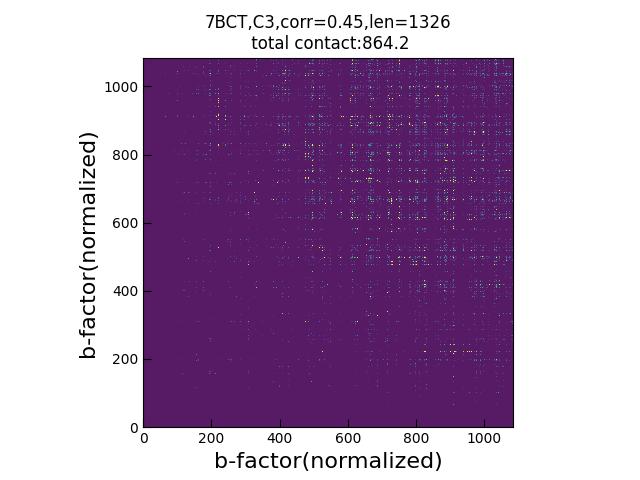 7BCT,C3,corr=0.45,len=1326
total contact:864.2
1000
800
600
400
200
0
b-factor(normalized)
0 200 400 600 800 1000
b-factor(normalized)